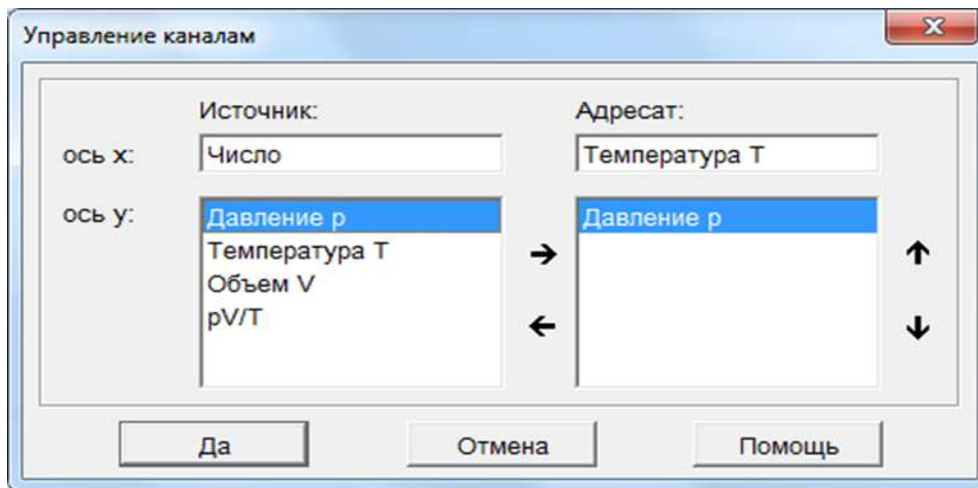 Управление каналам
Источник: Адресат:
ось x: Число Температура T
ось y: Давление p Давление p
Температура T
Объем V
pV/T
Да Отмена Помощь